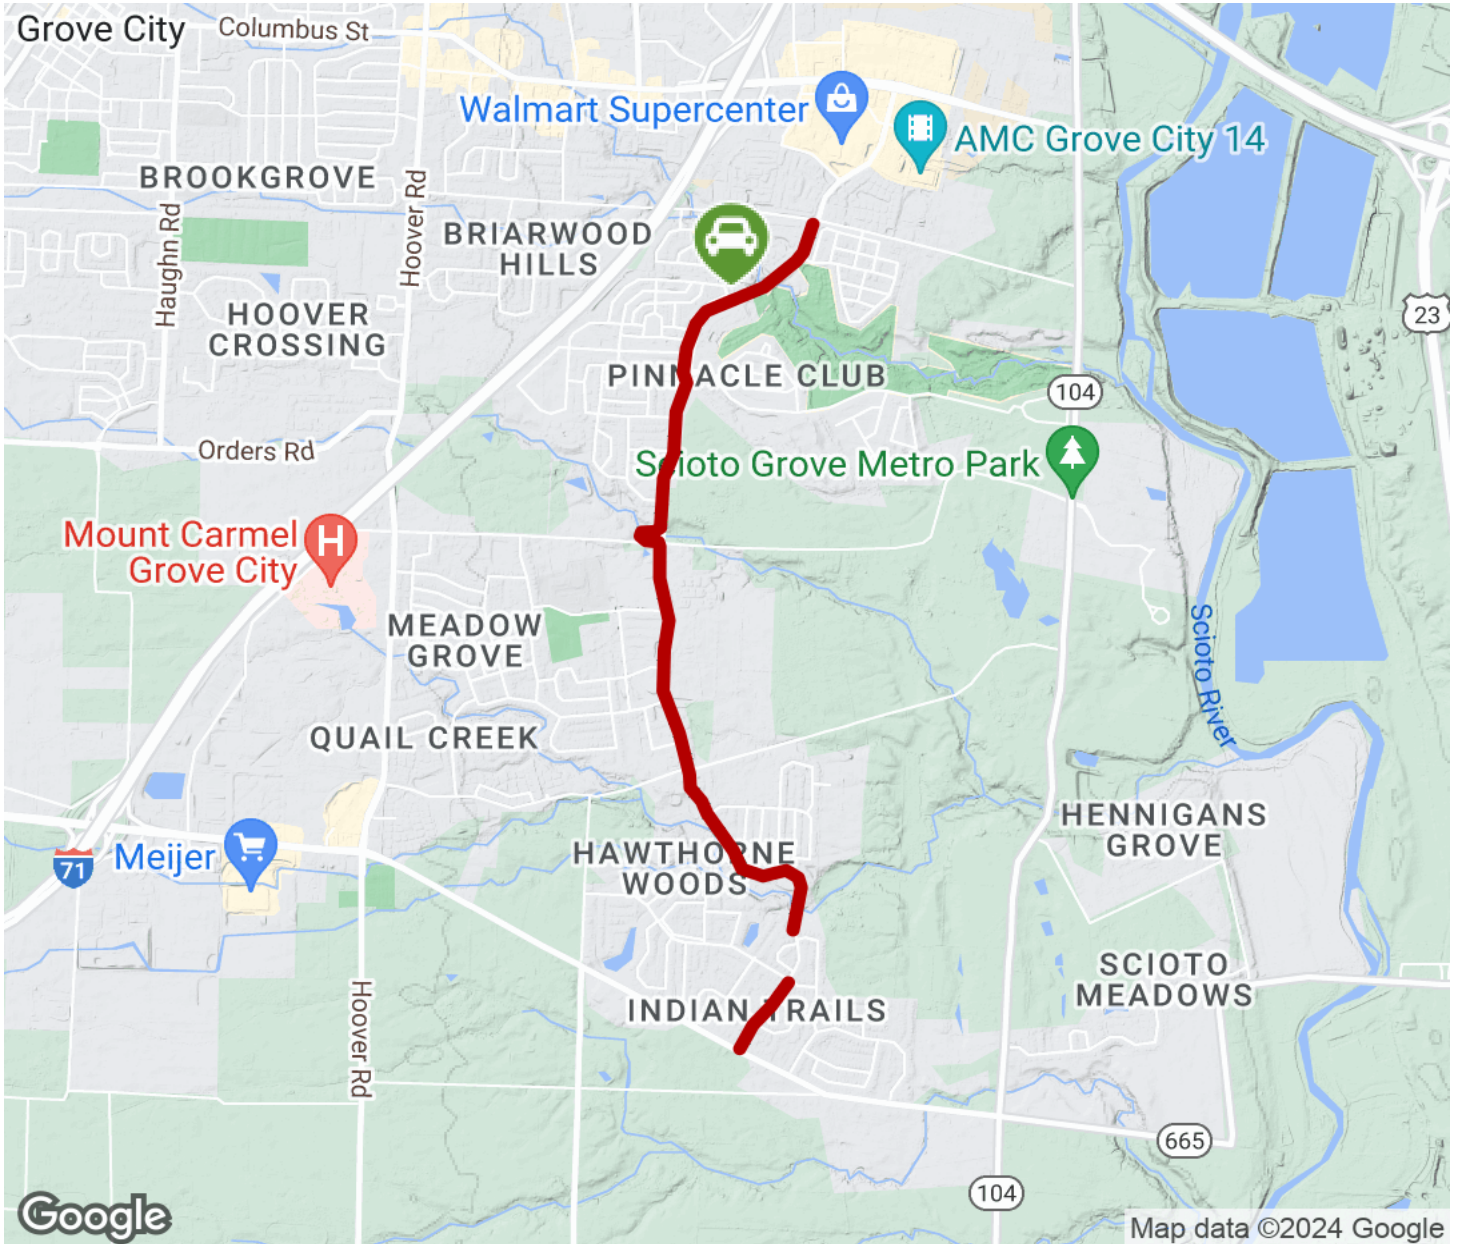 Grove City
Columbus St
Walmart Supercenter
AMC Grove City 14
BROOKGROVE
Hoover Rd
Haughn Rd
BRIARWOOD
HILLS
HOOVER
CROSSING
23
PINNACLE CLUB
104
Orders Rd
Scioto Grove Metro Park
Mount Carmel
Grove City
H
MEADOW
GROVE
Scioto River
QUAIL CREEK
HENNIGANS
GROVE
Meijer
71
HAWTHORNE
WOODS
SCIOTO
MEADOWS
INDIAN TRAILS
Hoover Rd
665
104
Google
Map data ©2024 Google